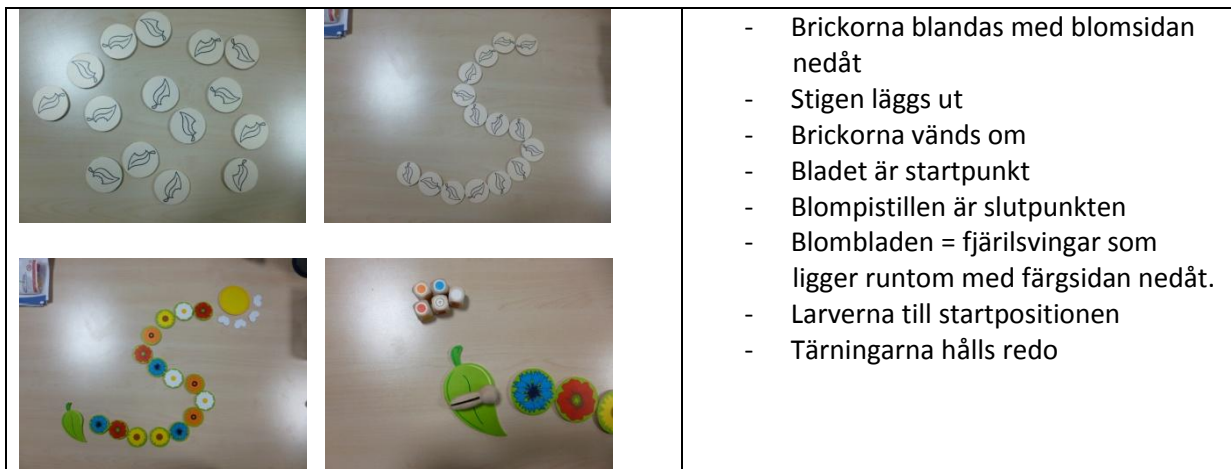 - Brickorna blandas med blomsidan
nedåt
- Stigen läggs ut
- Brickorna vänds om
- Bladet är startpunkt
- Blompistillen är slutpunkten
- Blombladen = fjärilsvingar som
ligger runtom med färgsidan nedåt.
- Larverna till startpositionen
- Tärningarna hålls redo